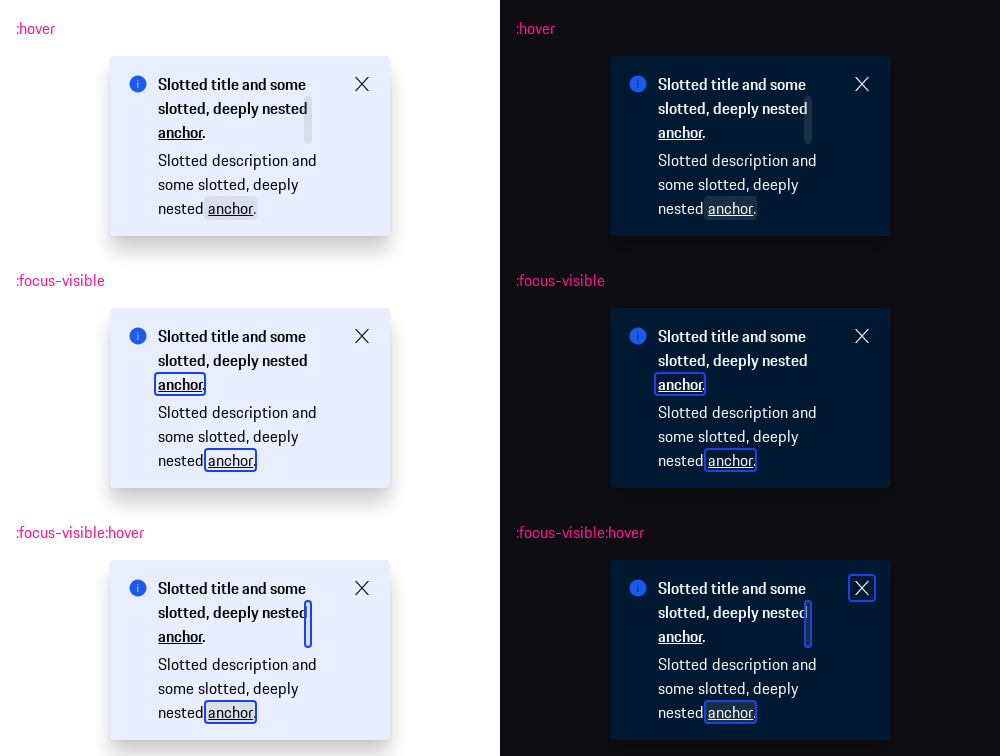 :hover
Slotted title and some
slotted, deeply nested
anchor.
Slotted description and
some slotted, deeply
nested anchor.
:hover
Slotted title and some
slotted, deeply nested
anchor.
Slotted description and
some slotted, deeply
nested anchor.
:focus-visible
Slotted title and some
slotted, deeply nested
anchor.
Slotted description and
some slotted, deeply
nested anchor.
:focus-visible
Slotted title and some
slotted, deeply nested
anchor.
Slotted description and
some slotted, deeply
nested anchor.
:focus-visible:hover
Slotted title and some
slotted, deeply nested
anchor.
Slotted description and
some slotted, deeply
nested anchor.
:focus-visible:hover
Slotted title and some
slotted, deeply nested
anchor.
Slotted description and
some slotted, deeply
nested anchor.